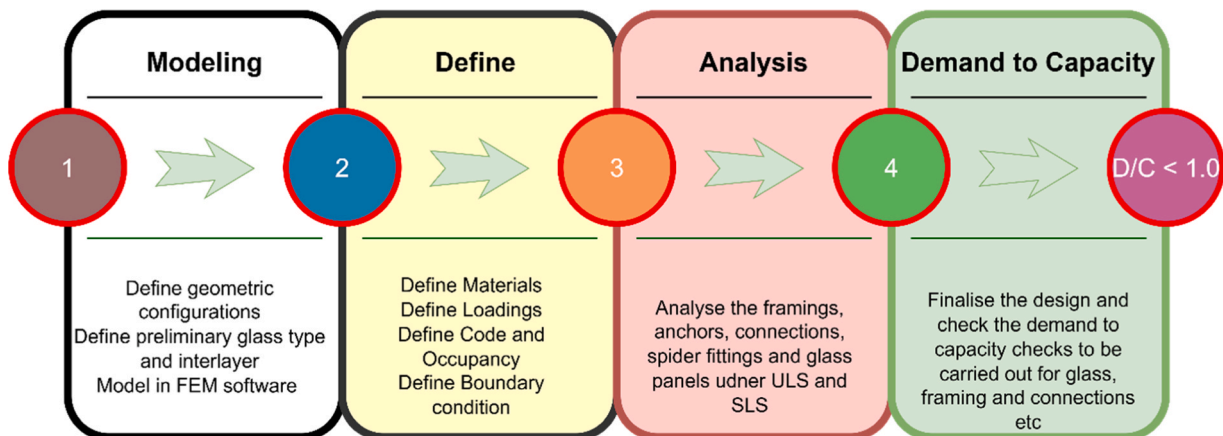 Modeling
Define
Analysis
Demand to Capacity
1
2
3
4
D/C < 1.0
Define geometric
configurations
Define preliminary glass type
and interlayer
Model in FEM software
Define Materials
Define Loadings
Define Code and
Occupancy
Define Boundary
condition
Analyse the framings,
anchors, connections,
spider fittings and glass
panels udner ULS and
SLS
Finalise the design and
check the demand to
capacity checks to be
carried out for glass,
framing and connections
etc